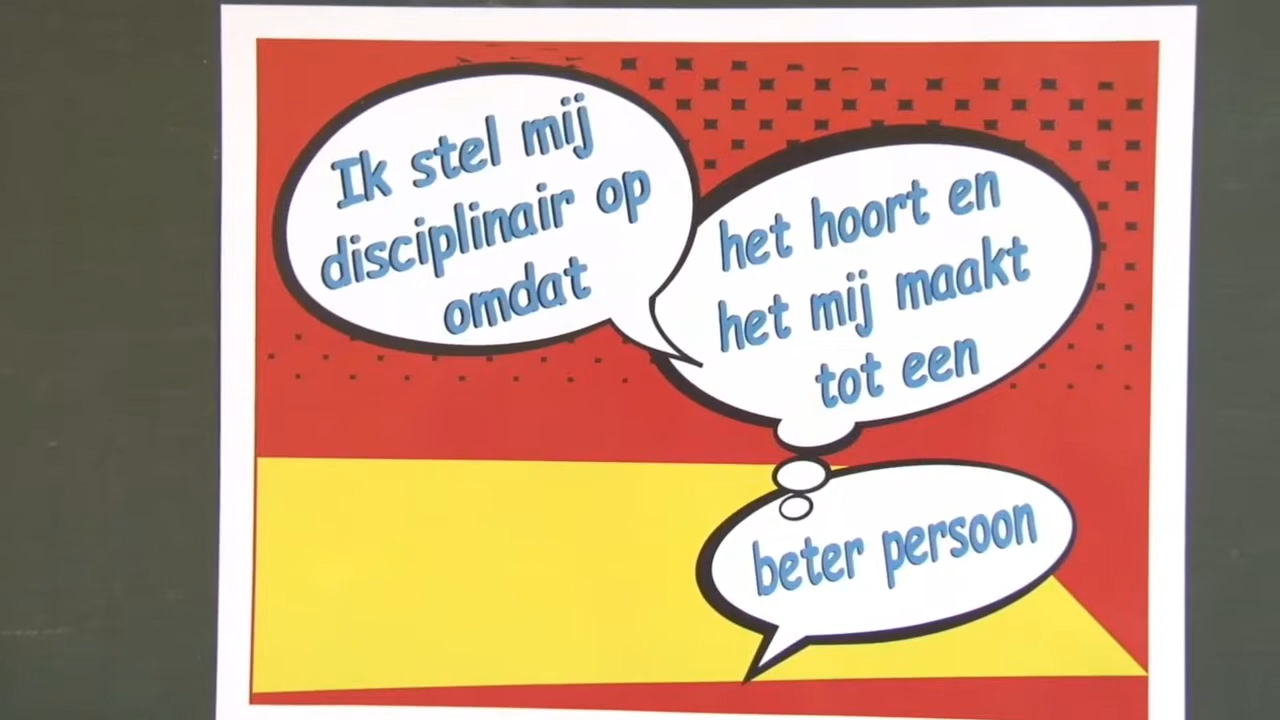 Ik stel mij
disciplinair op
omdat
het hoort en
het mij maakt
tot een
beter persoon